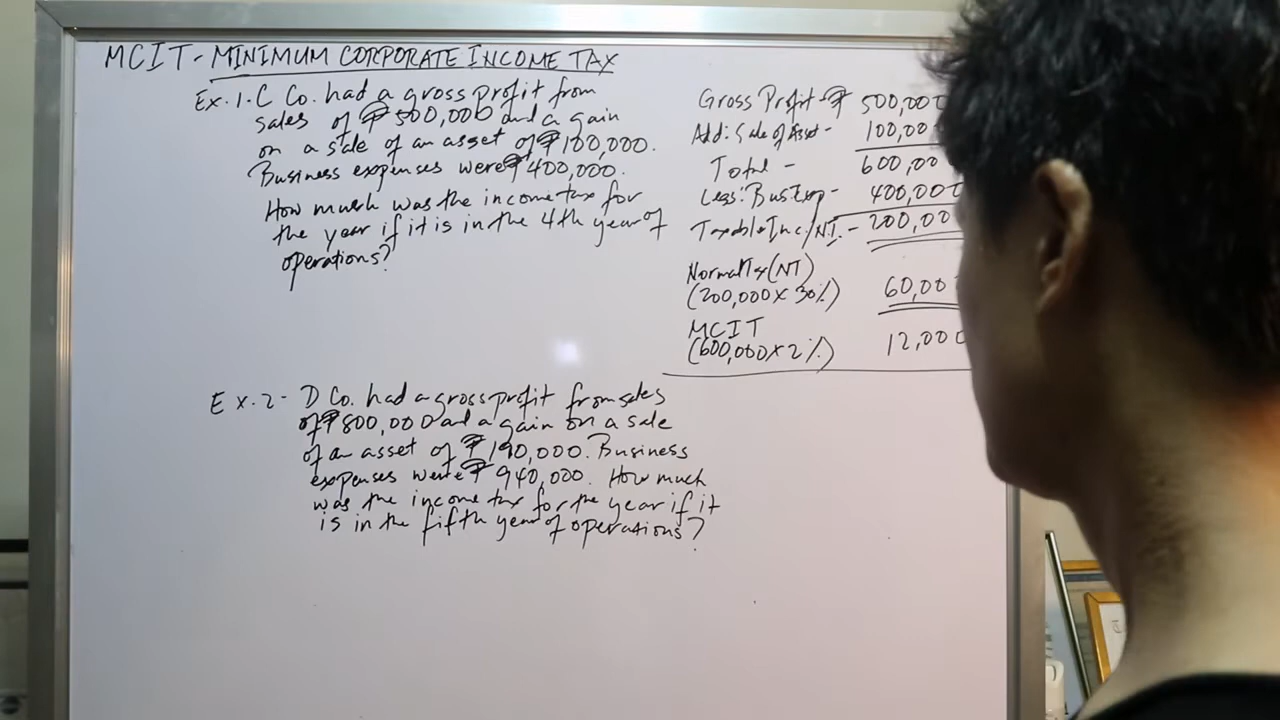 MCIT - MINIMUM CORPORATE INCOME TAX
Ex. 1. C Co. had a gross profit from
sales of ₱500,000 and a gain
on a sale of an asset of ₱100,000.
Business expenses were ₱400,000.
How much was the income tax for
the year if it is in the 4th year of
operations?
Gross Profit - ₱ 500,000
Add: Sale of Asset - 100,00
Total - 600,00
Less: Bus Exp - 400,000
Taxable Inc./N.I. - 200,00
Normal Tx (NT)
(200,000 x 30%) 60,00
MCIT
(600,000 x 2%) 12,000
Ex. 2 - D Co. had a gross profit from sales
of ₱800,000 and a gain on a sale
of an asset of ₱190,000. Business
expenses were ₱940,000. How much
was the income tax for the year if it
is in the fifth year of operations?